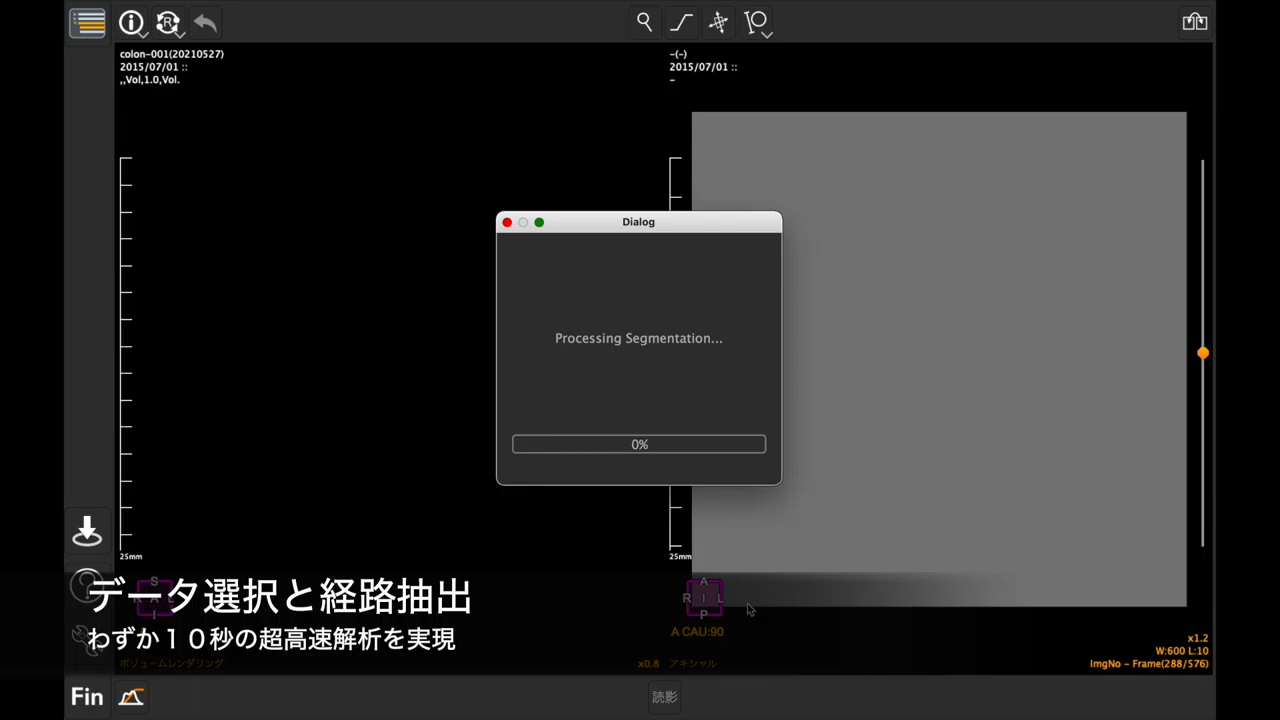 colon-001(20210527)
2015/07/01 ::
,,Vol,1.0,Vol.
-(-)
2015/07/01 ::
-
Dialog
Processing Segmentation...
0%
25mm
25mm
S
R A L
I
A
R I L
P
データ選択と経路抽出
わずか１０秒の超高速解析を実現
A CAU:90
ボリュームレンダリング
x0.8
アキシャル
x1.2
W:600 L:10
ImgNo - Frame(288/576)
Fin
読影